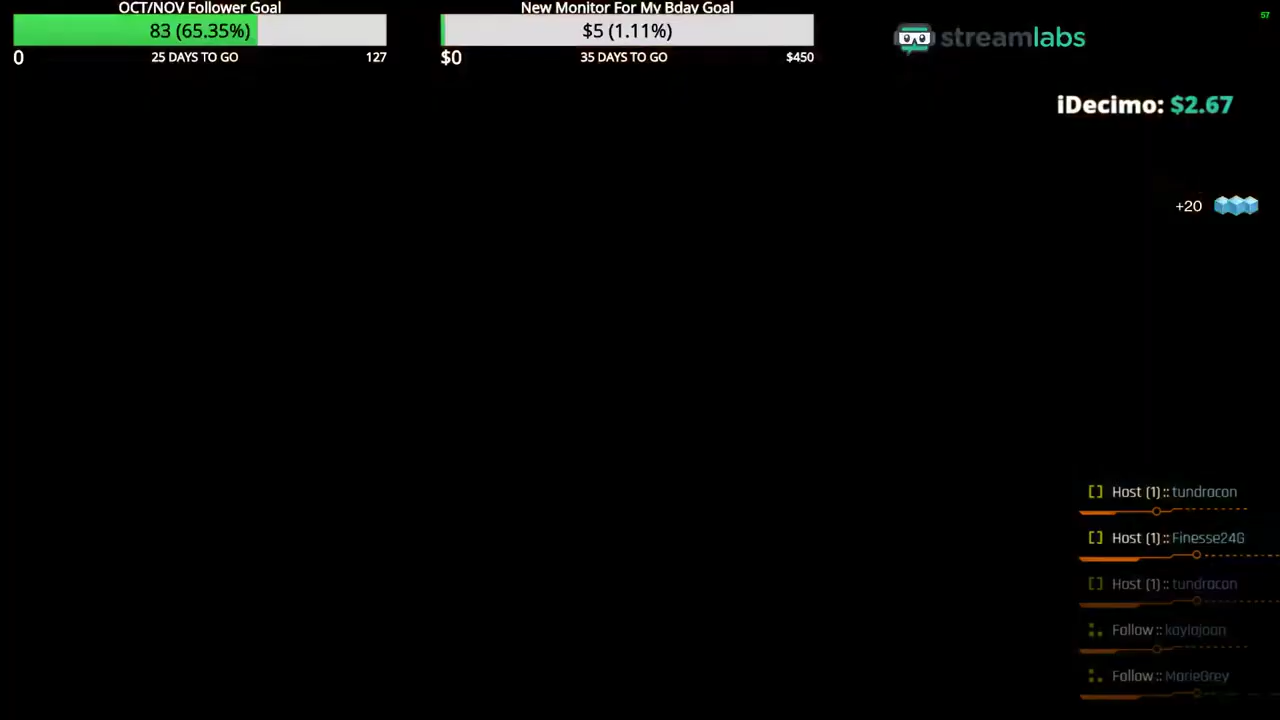 OCT/NOV Follower Goal
83 (65.35%)
0
25 DAYS TO GO
127
New Monitor For My Bday Goal
$5 (1.11%)
$0
35 DAYS TO GO
$450
streamlabs
57
iDecimo: $2.67
+20
Host (1) :: tundracon
Host (1) :: Finesse24G
Host (1) :: tundracon
Follow :: kaylajoan
Follow :: MarieGrey